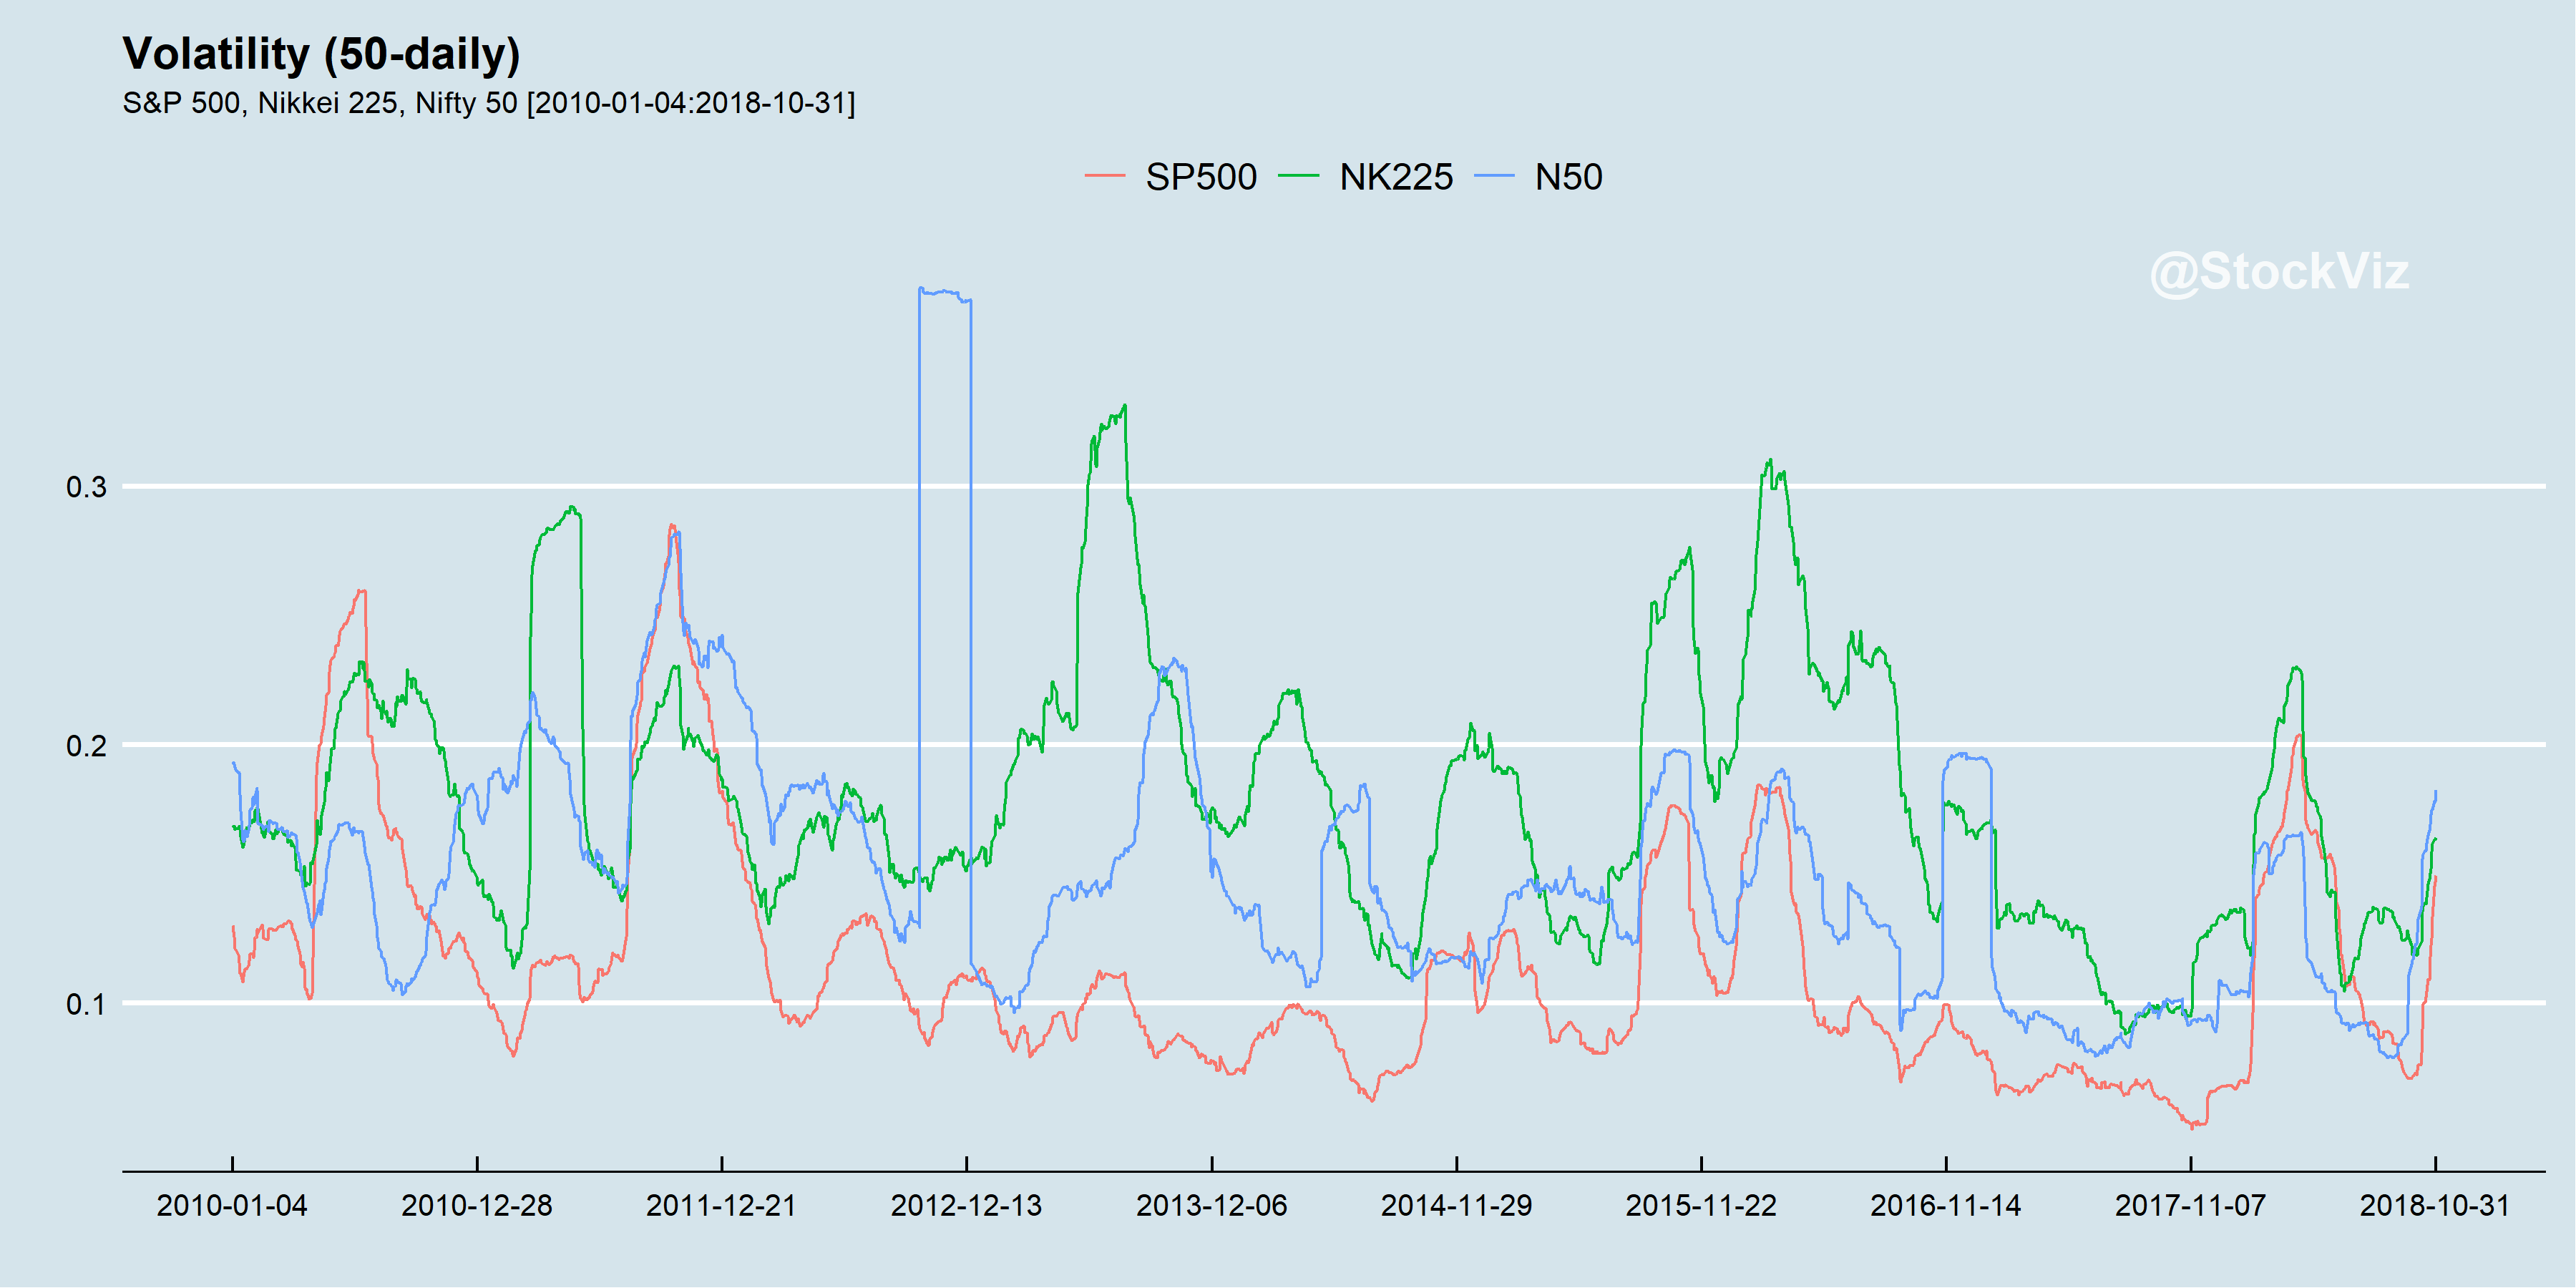 Volatility (50-daily)
S&P 500, Nikkei 225, Nifty 50 [2010-01-04:2018-10-31]
SP500 NK225 N50
@StockViz
0.3
0.2
0.1
2010-01-04 2010-12-28 2011-12-21 2012-12-13 2013-12-06 2014-11-29 2015-11-22 2016-11-14 2017-11-07 2018-10-31